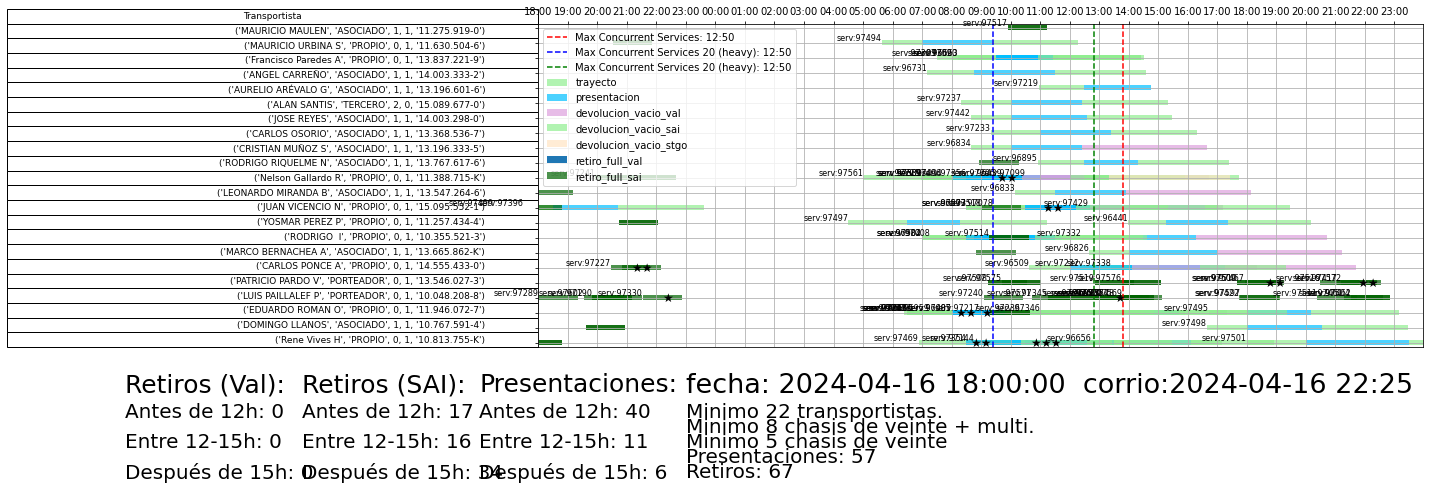 Transportista
18:00 19:00 20:00 21:00 22:00 23:00 00:00 01:00 02:00 03:00 04:00 05:00 06:00 07:00 08:00 09:00 10:00 11:00 12:00 13:00 14:00 15:00 16:00 17:00 18:00 19:00 20:00 21:00 22:00 23:00
('MAURICIO MAULEN', 'ASOCIADO', 1, 1, '11.275.919-0')
('MAURICIO URBINA S', 'PROPIO', 0, 1, '11.630.504-6')
('Francisco Paredes A', 'PROPIO', 0, 1, '13.837.221-9')
('ANGEL CARREÑO', 'ASOCIADO', 1, 1, '14.003.333-2')
('AURELIO ARÉVALO G', 'ASOCIADO', 1, 1, '13.196.601-6')
('ALAN SANTIS', 'TERCERO', 2, 0, '15.089.677-0')
('JOSE REYES', 'ASOCIADO', 1, 1, '14.003.298-0')
('CARLOS OSORIO', 'ASOCIADO', 1, 1, '13.368.536-7')
('CRISTIAN MUÑOZ S', 'ASOCIADO', 1, 1, '13.196.333-5')
('RODRIGO RIQUELME N', 'ASOCIADO', 1, 1, '13.767.617-6')
('Nelson Gallardo R', 'PROPIO', 0, 1, '11.388.715-K')
('LEONARDO MIRANDA B', 'ASOCIADO', 1, 1, '13.547.264-6')
('JUAN VICENCIO N', 'PROPIO', 0, 1, '15.095.532-1')
('YOSMAR PEREZ P', 'PROPIO', 0, 1, '11.257.434-4')
('RODRIGO I', 'PROPIO', 0, 1, '10.355.521-3')
('MARCO BERNACHEA A', 'ASOCIADO', 1, 1, '13.665.862-K')
('CARLOS PONCE A', 'PROPIO', 0, 1, '14.555.433-0')
('PATRICIO PARDO V', 'PORTEADOR', 0, 1, '13.546.027-3')
('LUIS PAILLALEF P', 'PORTEADOR', 0, 1, '10.048.208-8')
('EDUARDO ROMAN O', 'PROPIO', 0, 1, '11.946.072-7')
('DOMINGO LLANOS', 'ASOCIADO', 1, 1, '10.767.591-4')
('Rene Vives H', 'PROPIO', 0, 1, '10.813.755-K')
Max Concurrent Services: 12:50
Max Concurrent Services 20 (heavy): 12:50
Max Concurrent Services 20 (heavy): 12:50
trayecto
presentacion
devolucion_vacio_val
devolucion_vacio_sai
devolucion_vacio_stgo
retiro_full_val
retiro_full_sai
serv:97517
serv:97494
serv:96731
serv:97219
serv:97237
serv:97442
serv:97233
serv:96834
serv:96895
serv:97561
serv:96833
serv:97396
serv:97429
serv:97497
serv:96441
serv:97514
serv:97332
serv:96826
serv:97227
serv:96509
serv:97338
serv:97576
serv:97289
serv:97330
serv:97240
serv:97346
serv:97495
serv:97498
serv:97469
serv:96656
serv:97501
Retiros (Val):
Antes de 12h: 0
Entre 12-15h: 0
Después de 15h: 0
Retiros (SAI):
Antes de 12h: 17
Entre 12-15h: 16
Después de 15h: 34
Presentaciones:
Antes de 12h: 40
Entre 12-15h: 11
Después de 15h: 6
fecha: 2024-04-16 18:00:00 corrio:2024-04-16 22:25
Minimo 22 transportistas.
Minimo 8 chasis de veinte + multi.
Minimo 5 chasis de veinte
Presentaciones: 57
Retiros: 67